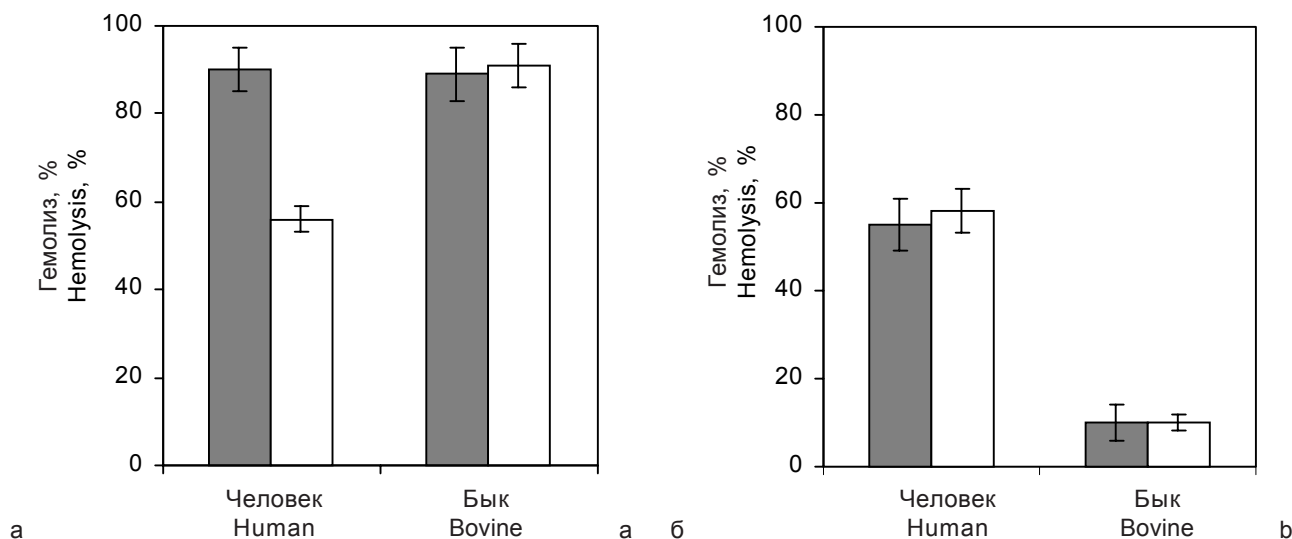 100
80
60
40
20
0
Гемолиз, %
Hemolysis, %
Человек
Human
Бык
Bovine
а
a
100
80
60
40
20
0
Гемолиз, %
Hemolysis, %
Человек
Human
Бык
Bovine
б
b